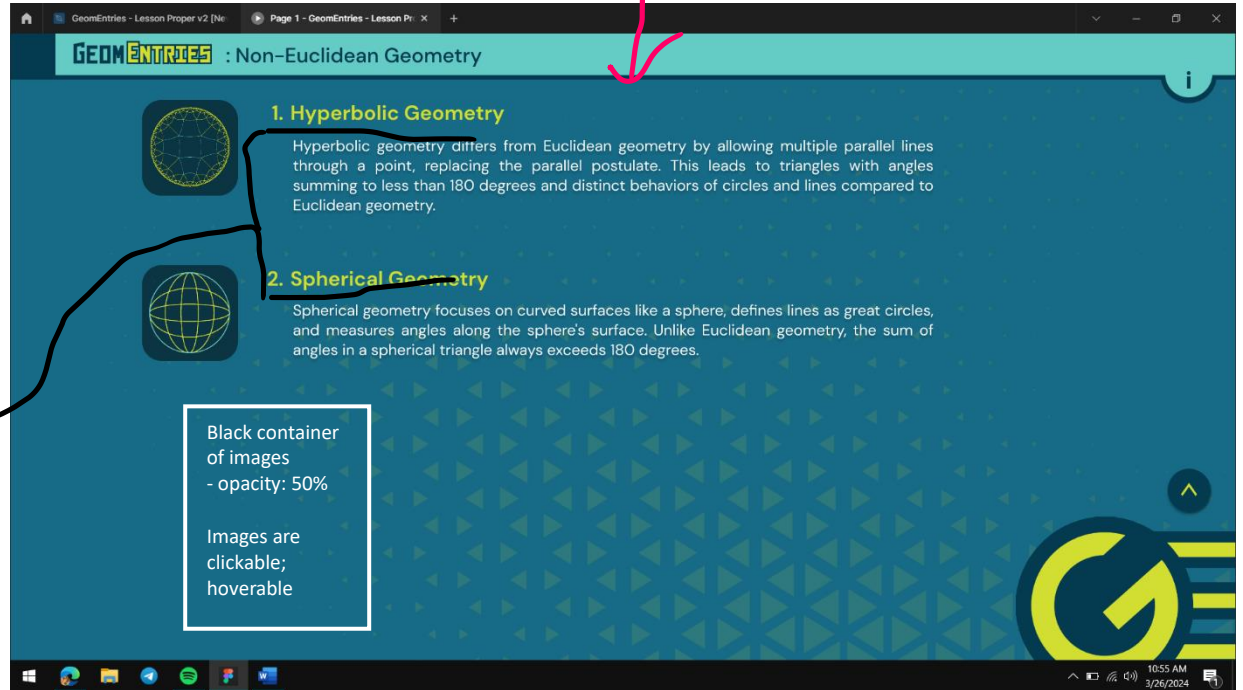 GeomEntries - Lesson Proper v2 [Ne
Page 1 - GeomEntries - Lesson Pr
GEOMENTRIES : Non-Euclidean Geometry
i
1. Hyperbolic Geometry
Hyperbolic geometry differs from Euclidean geometry by allowing multiple parallel lines
through a point, replacing the parallel postulate. This leads to triangles with angles
summing to less than 180 degrees and distinct behaviors of circles and lines compared to
Euclidean geometry.
2. Spherical Geometry
Spherical geometry focuses on curved surfaces like a sphere, defines lines as great circles,
and measures angles along the sphere's surface. Unlike Euclidean geometry, the sum of
angles in a spherical triangle always exceeds 180 degrees.
Black container
of images
- opacity: 50%
Images are
clickable;
hoverable
10:55 AM
3/26/2024